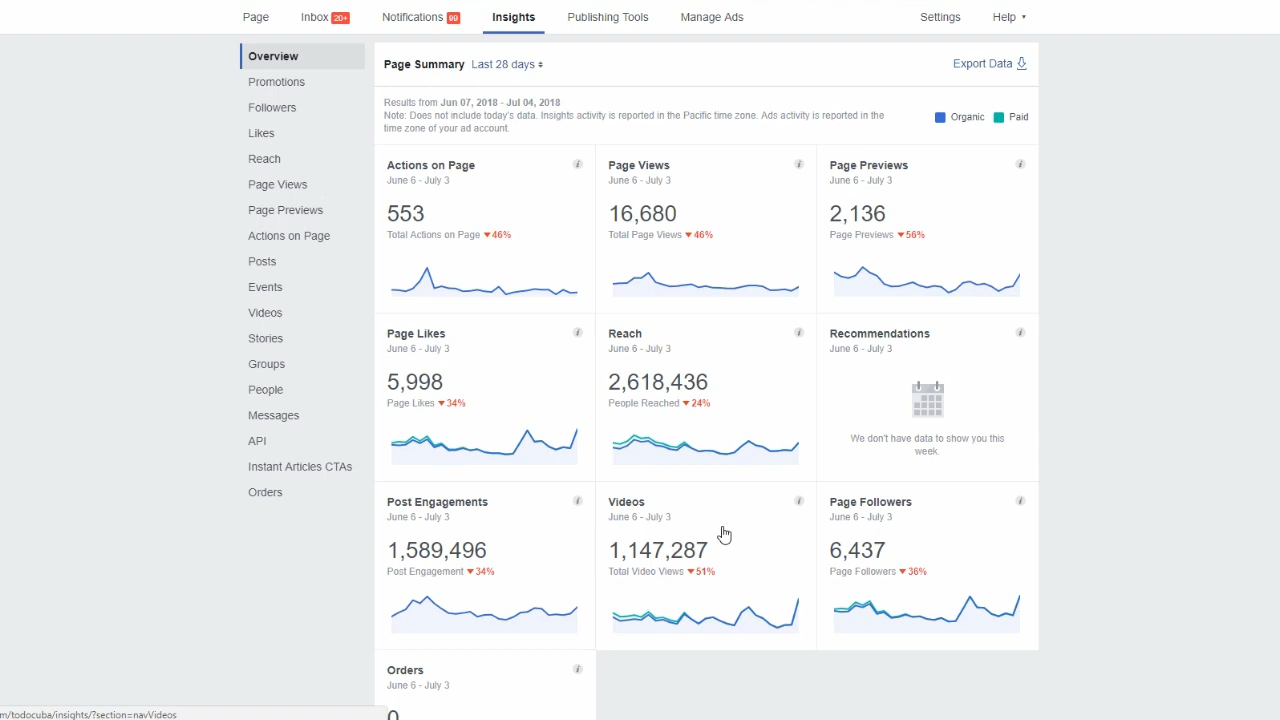 Page
Inbox 20+
Notifications 99
Insights
Publishing Tools
Manage Ads
Settings
Help
Overview
Promotions
Followers
Likes
Reach
Page Views
Page Previews
Actions on Page
Posts
Events
Videos
Stories
Groups
People
Messages
API
Instant Articles CTAs
Orders
Page Summary Last 28 days
Export Data
Results from Jun 07, 2018 - Jul 04, 2018
Note: Does not include today's data. Insights activity is reported in the Pacific time zone. Ads activity is reported in the
time zone of your ad account.
Organic Paid
Actions on Page
June 6 - July 3
553
Total Actions on Page ▼46%
Page Views
June 6 - July 3
16,680
Total Page Views ▼46%
Page Previews
June 6 - July 3
2,136
Page Previews ▼56%
Page Likes
June 6 - July 3
5,998
Page Likes ▼34%
Reach
June 6 - July 3
2,618,436
People Reached ▼24%
Recommendations
June 6 - July 3
We don't have data to show you this
week.
Post Engagements
June 6 - July 3
1,589,496
Post Engagement ▼34%
Videos
June 6 - July 3
1,147,287
Total Video Views ▼51%
Page Followers
June 6 - July 3
6,437
Page Followers ▼36%
Orders
June 6 - July 3
0
m/todocuba/insights/?section=navVideos